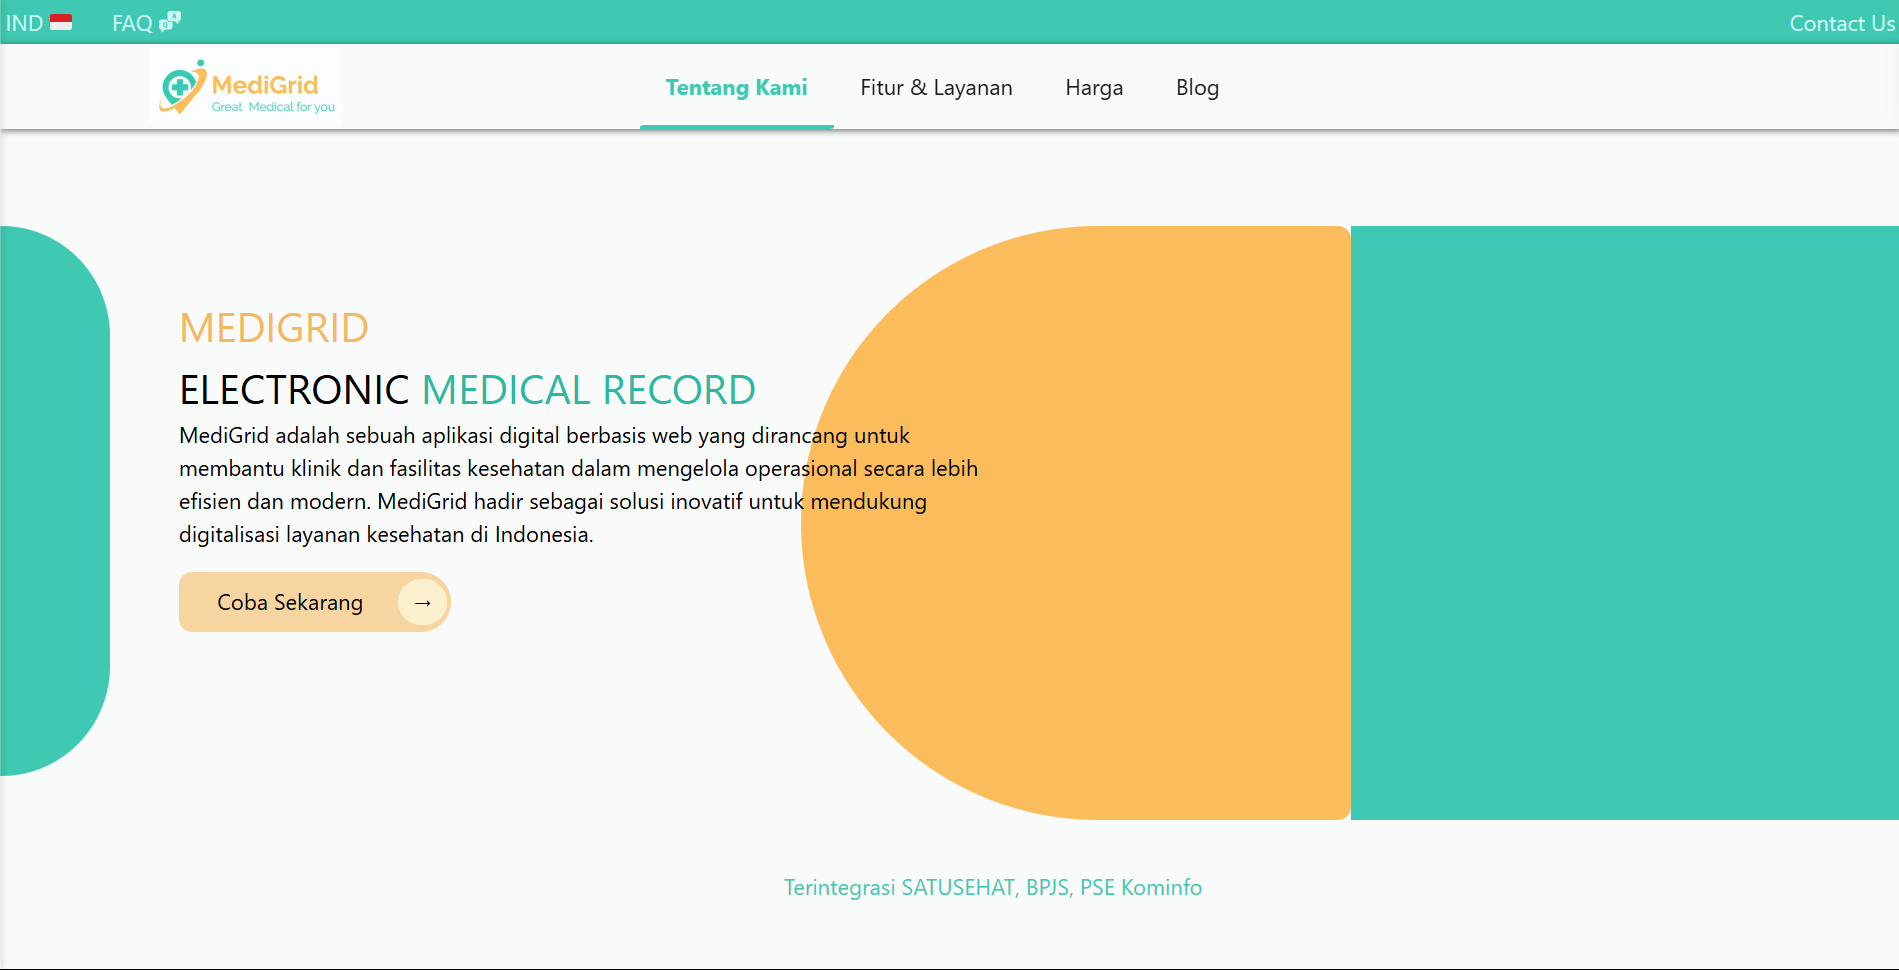 IND FAQ Contact Us
MediGrid
Great Medical for you
Tentang Kami Fitur & Layanan Harga Blog
MEDIGRID
ELECTRONIC MEDICAL RECORD
MediGrid adalah sebuah aplikasi digital berbasis web yang dirancang untuk
membantu klinik dan fasilitas kesehatan dalam mengelola operasional secara lebih
efisien dan modern. MediGrid hadir sebagai solusi inovatif untuk mendukung
digitalisasi layanan kesehatan di Indonesia.
Coba Sekarang →
Terintegrasi SATUSEHAT, BPJS, PSE Kominfo